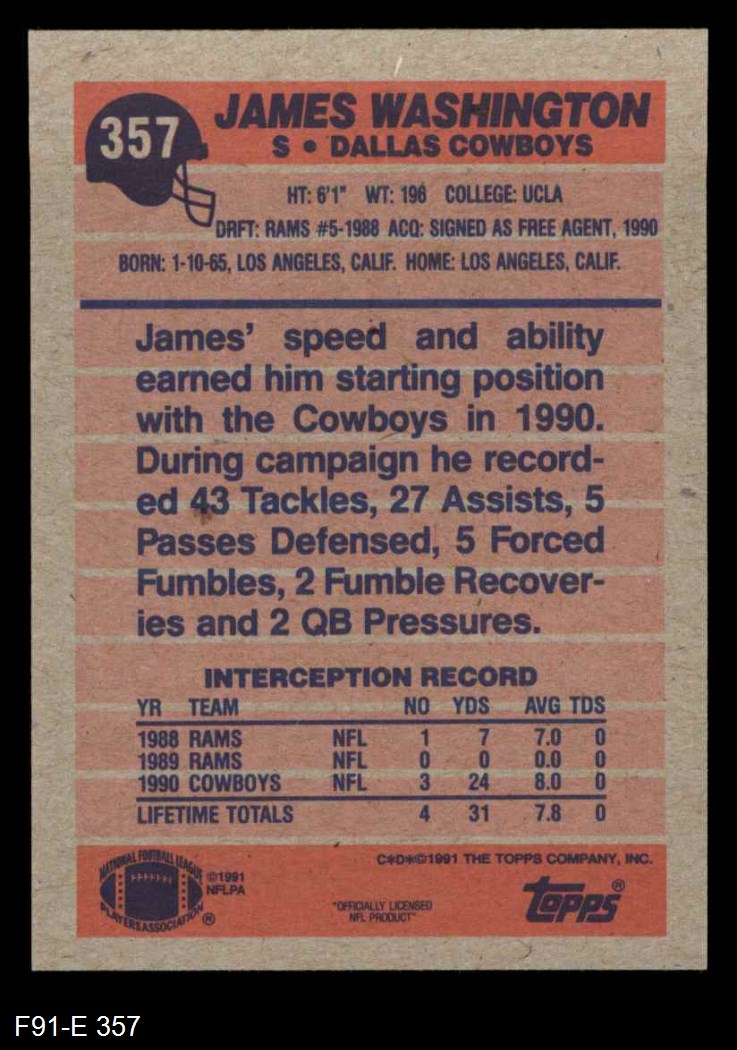 357
JAMES WASHINGTON
S • DALLAS COWBOYS
HT: 6'1" WT: 196 COLLEGE: UCLA
DRFT: RAMS #5-1988 ACQ: SIGNED AS FREE AGENT, 1990
BORN: 1-10-65, LOS ANGELES, CALIF. HOME: LOS ANGELES, CALIF.
James' speed and ability
earned him starting position
with the Cowboys in 1990.
During campaign he record-
ed 43 Tackles, 27 Assists, 5
Passes Defensed, 5 Forced
Fumbles, 2 Fumble Recover-
ies and 2 QB Pressures.
INTERCEPTION RECORD
YR TEAM NO YDS AVG TDS
1988 RAMS NFL 1 7 7.0 0
1989 RAMS NFL 0 0 0.0 0
1990 COWBOYS NFL 3 24 8.0 0
LIFETIME TOTALS 4 31 7.8 0
C*D*©1991 THE TOPPS COMPANY, INC.
NATIONAL FOOTBALL LEAGUE
PLAYERS ASSOCIATION ®
©1991
NFLPA
"OFFICIALLY LICENSED
NFL PRODUCT"
topps®
F91-E 357